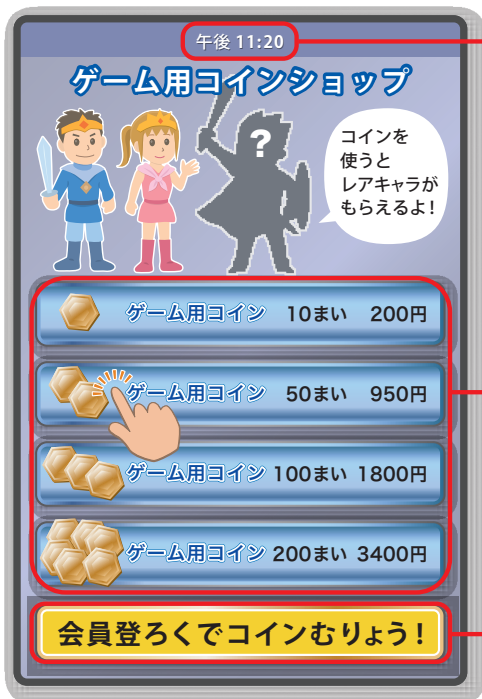 午後 11:20
ゲーム用コインショップ
?
コインを
使うと
レアキャラが
もらえるよ!
ゲーム用コイン 10まい 200円
ゲーム用コイン 50まい 950円
ゲーム用コイン 100まい 1800円
ゲーム用コイン 200まい 3400円
会員登ろくでコインむりょう!